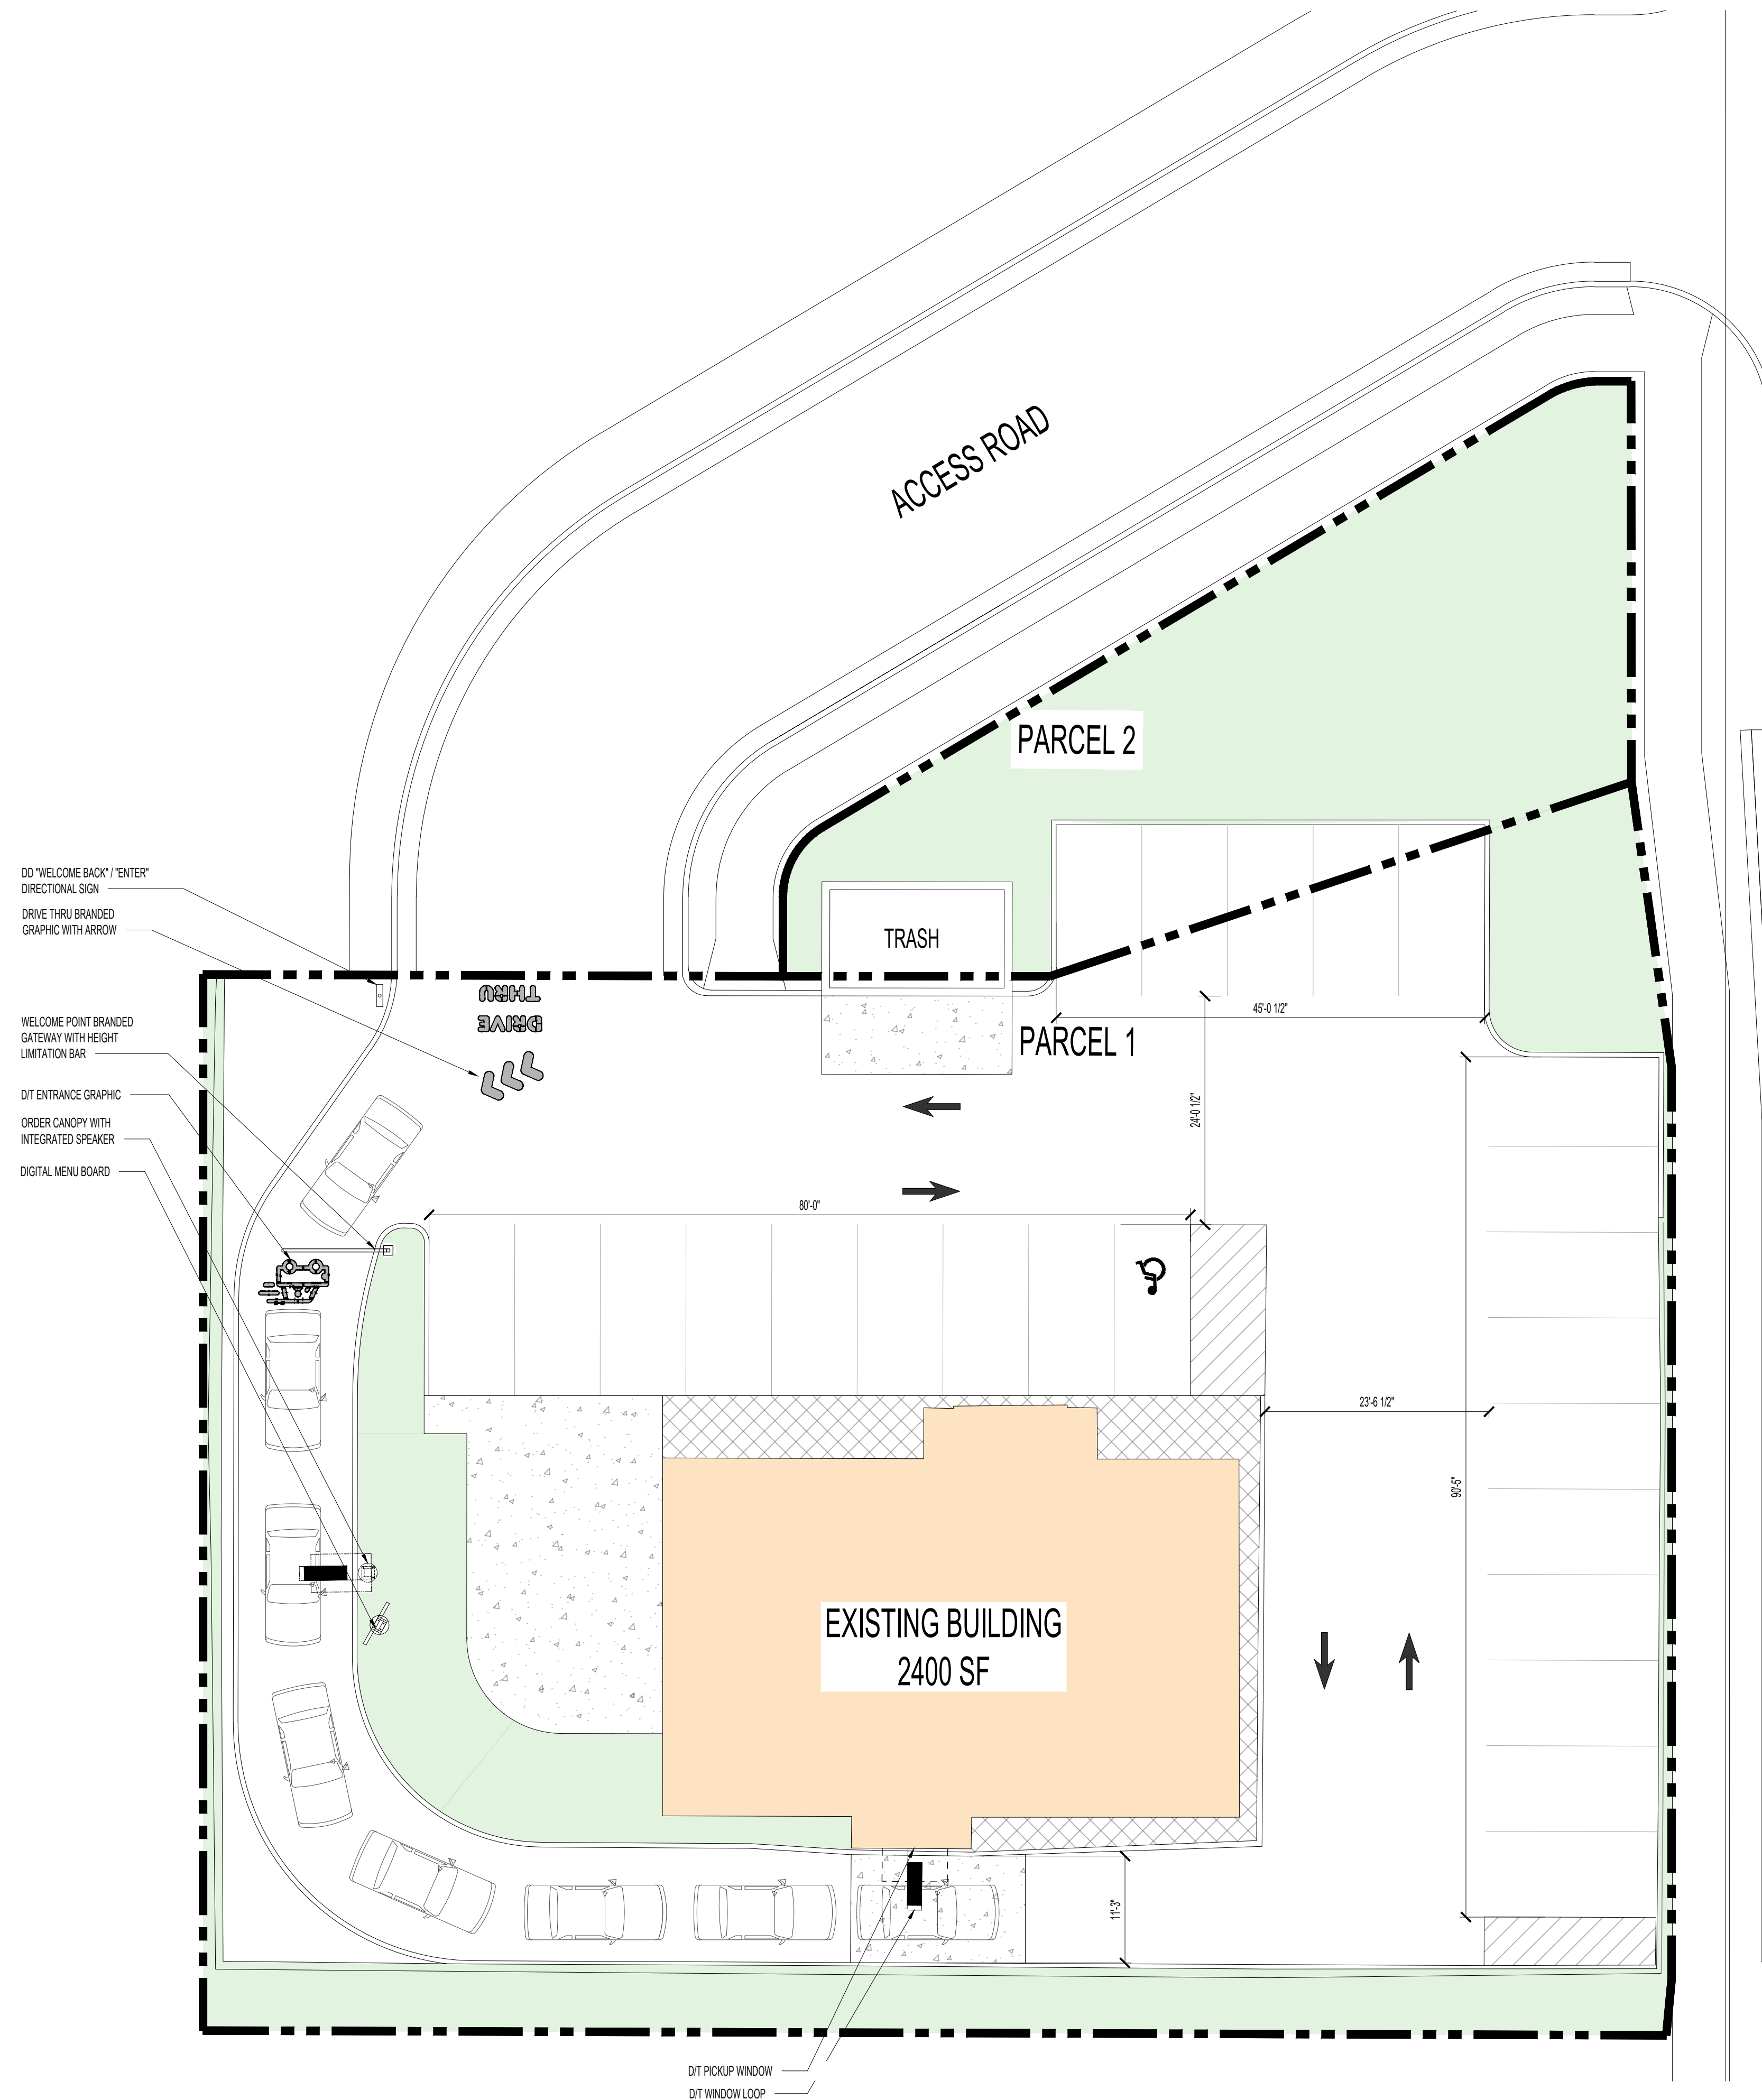 ACCESS ROAD
PARCEL 2
DD "WELCOME BACK" / "ENTER"
DIRECTIONAL SIGN
DRIVE THRU BRANDED
GRAPHIC WITH ARROW
TRASH
DRIVE
THRU
45'-0 1/2"
WELCOME POINT BRANDED
GATEWAY WITH HEIGHT
LIMITATION BAR
PARCEL 1
D/T ENTRANCE GRAPHIC
24'-0 1/2"
ORDER CANOPY WITH
INTEGRATED SPEAKER
DIGITAL MENU BOARD
80'-0"
23'-6 1/2"
90'-5"
EXISTING BUILDING
2400 SF
11'-3"
D/T PICKUP WINDOW
D/T WINDOW LOOP